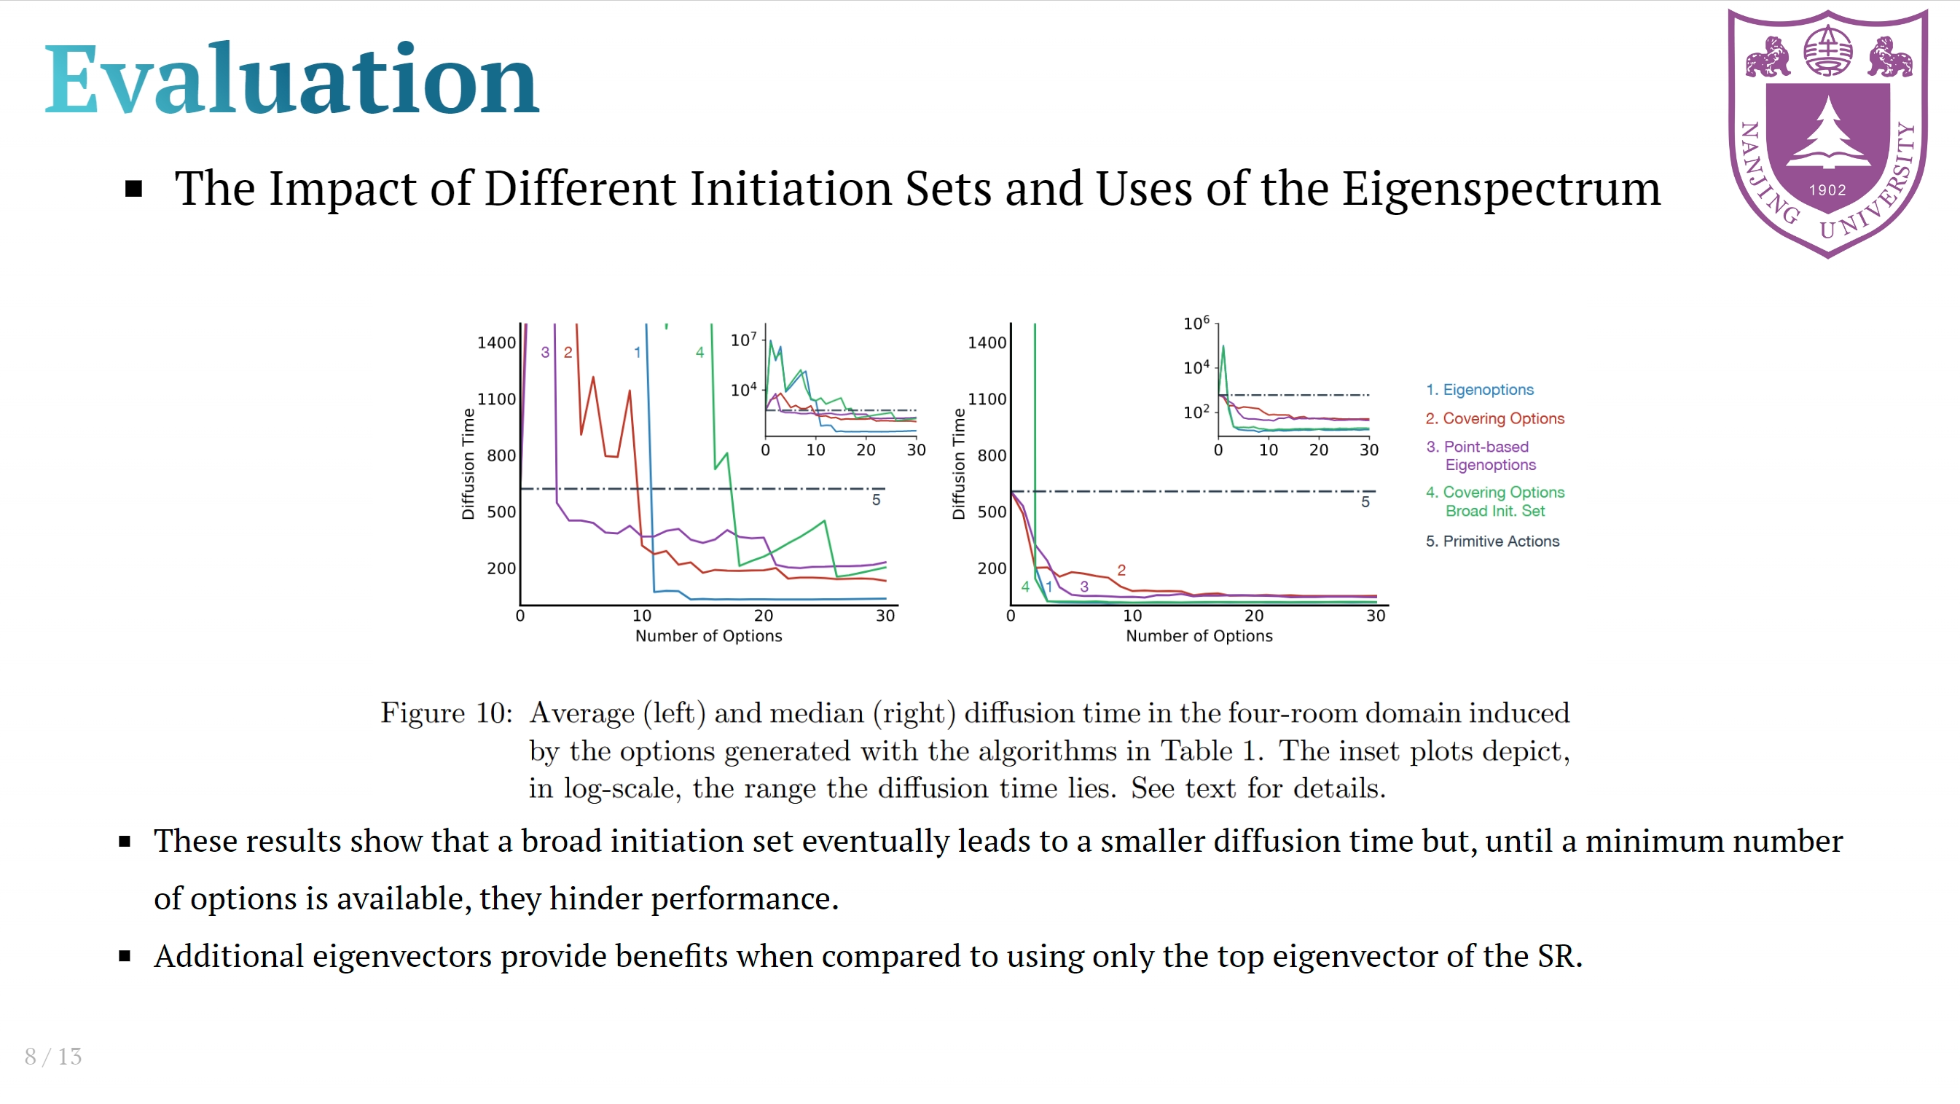 Evaluation
▪ The Impact of Different Initiation Sets and Uses of the Eigenspectrum
NANJING UNIVERSITY
1902
1400
1100
800
500
200
Diffusion Time
3 2 1 4
5
0 10 20 30
Number of Options
10^7
10^4
0 10 20 30
1400
1100
800
500
200
Diffusion Time
4 1 3 2
5
0 10 20 30
Number of Options
10^6
10^4
10^2
0 10 20 30
1. Eigenoptions
2. Covering Options
3. Point-based
Eigenoptions
4. Covering Options
Broad Init. Set
5. Primitive Actions
Figure 10: Average (left) and median (right) diffusion time in the four-room domain induced
by the options generated with the algorithms in Table 1. The inset plots depict,
in log-scale, the range the diffusion time lies. See text for details.
▪ These results show that a broad initiation set eventually leads to a smaller diffusion time but, until a minimum number
of options is available, they hinder performance.
▪ Additional eigenvectors provide benefits when compared to using only the top eigenvector of the SR.
8 / 13